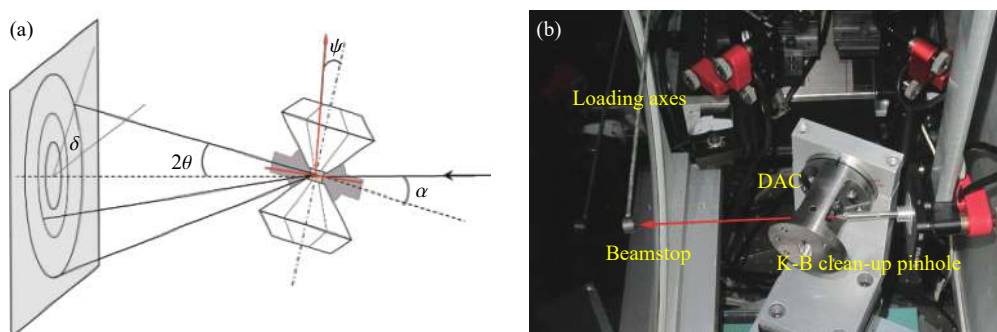 (a)
ψ
δ
2θ
α
(b)
Loading axes
DAC
Beamstop
K-B clean-up pinhole